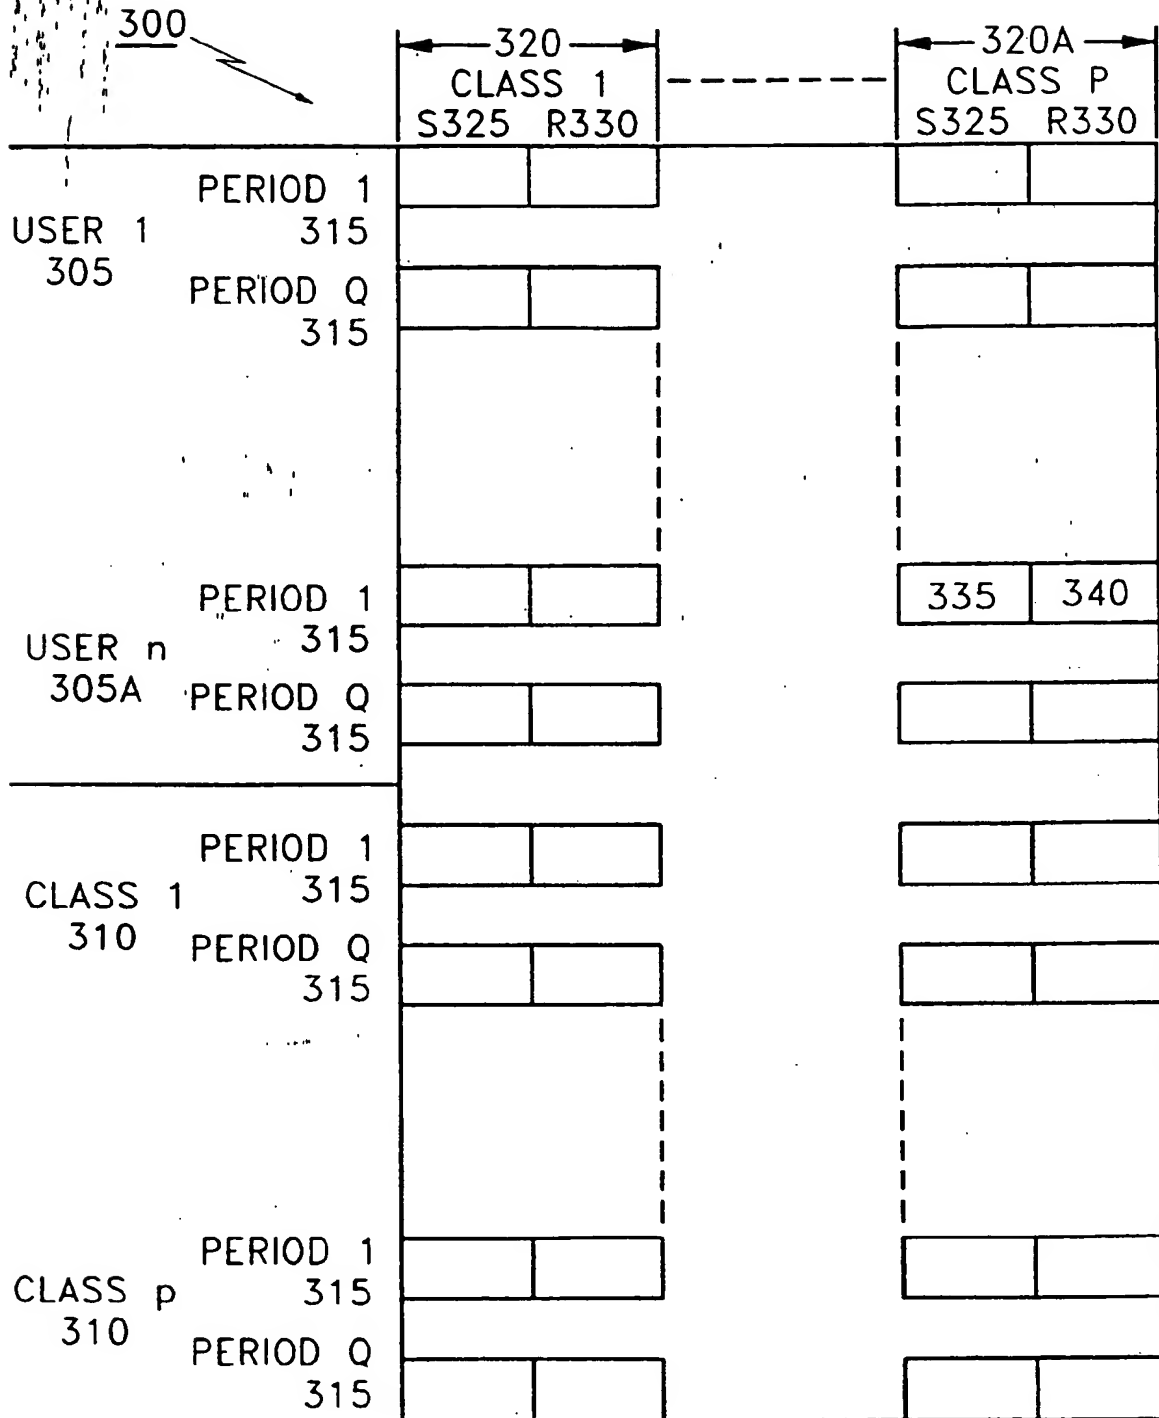 300
320
320A
CLASS 1
CLASS P
S325 R330
S325 R330
PERIOD 1
315
USER 1
305
PERIOD Q
315
PERIOD 1
315
335
340
USER n
305A
PERIOD Q
315
PERIOD 1
315
CLASS 1
310
PERIOD Q
315
PERIOD 1
315
CLASS p
310
PERIOD Q
315